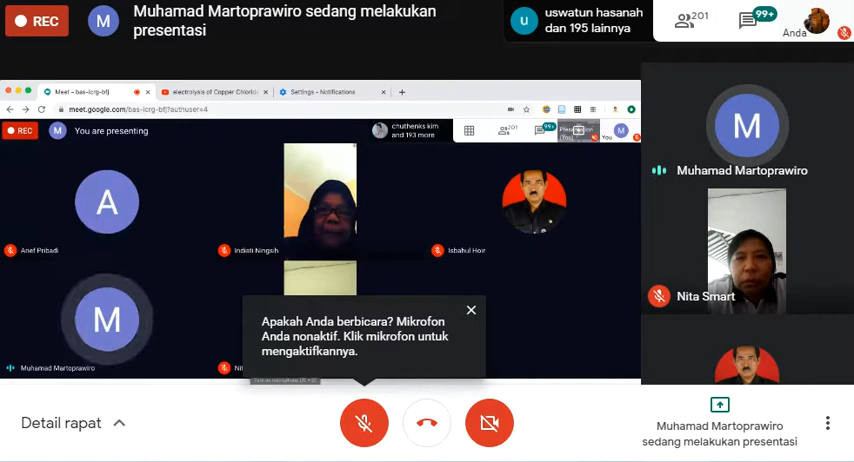 REC
M
Muhamad Martoprawiro sedang melakukan
presentasi
u
uswatun hasanah
dan 195 lainnya
201
99+
Anda
Meet - bas-icrg-bfj
electrolysis of Copper Chloride
Settings - Notifications
meet.google.com/bas-icrg-bfj?authuser=4
REC
M
You are presenting
chuthenks kim
and 193 more
201
99+
Presentation
(You)
M
You
A
Arief Pribadi
Indiati Ningsih
Isbahul Hoir
M
Muhamad Martoprawiro
Apakah Anda berbicara? Mikrofon
Anda nonaktif. Klik mikrofon untuk
mengaktifkannya.
M
Muhamad Martoprawiro
Nita Smart
Detail rapat
Muhamad Martoprawiro
sedang melakukan presentasi